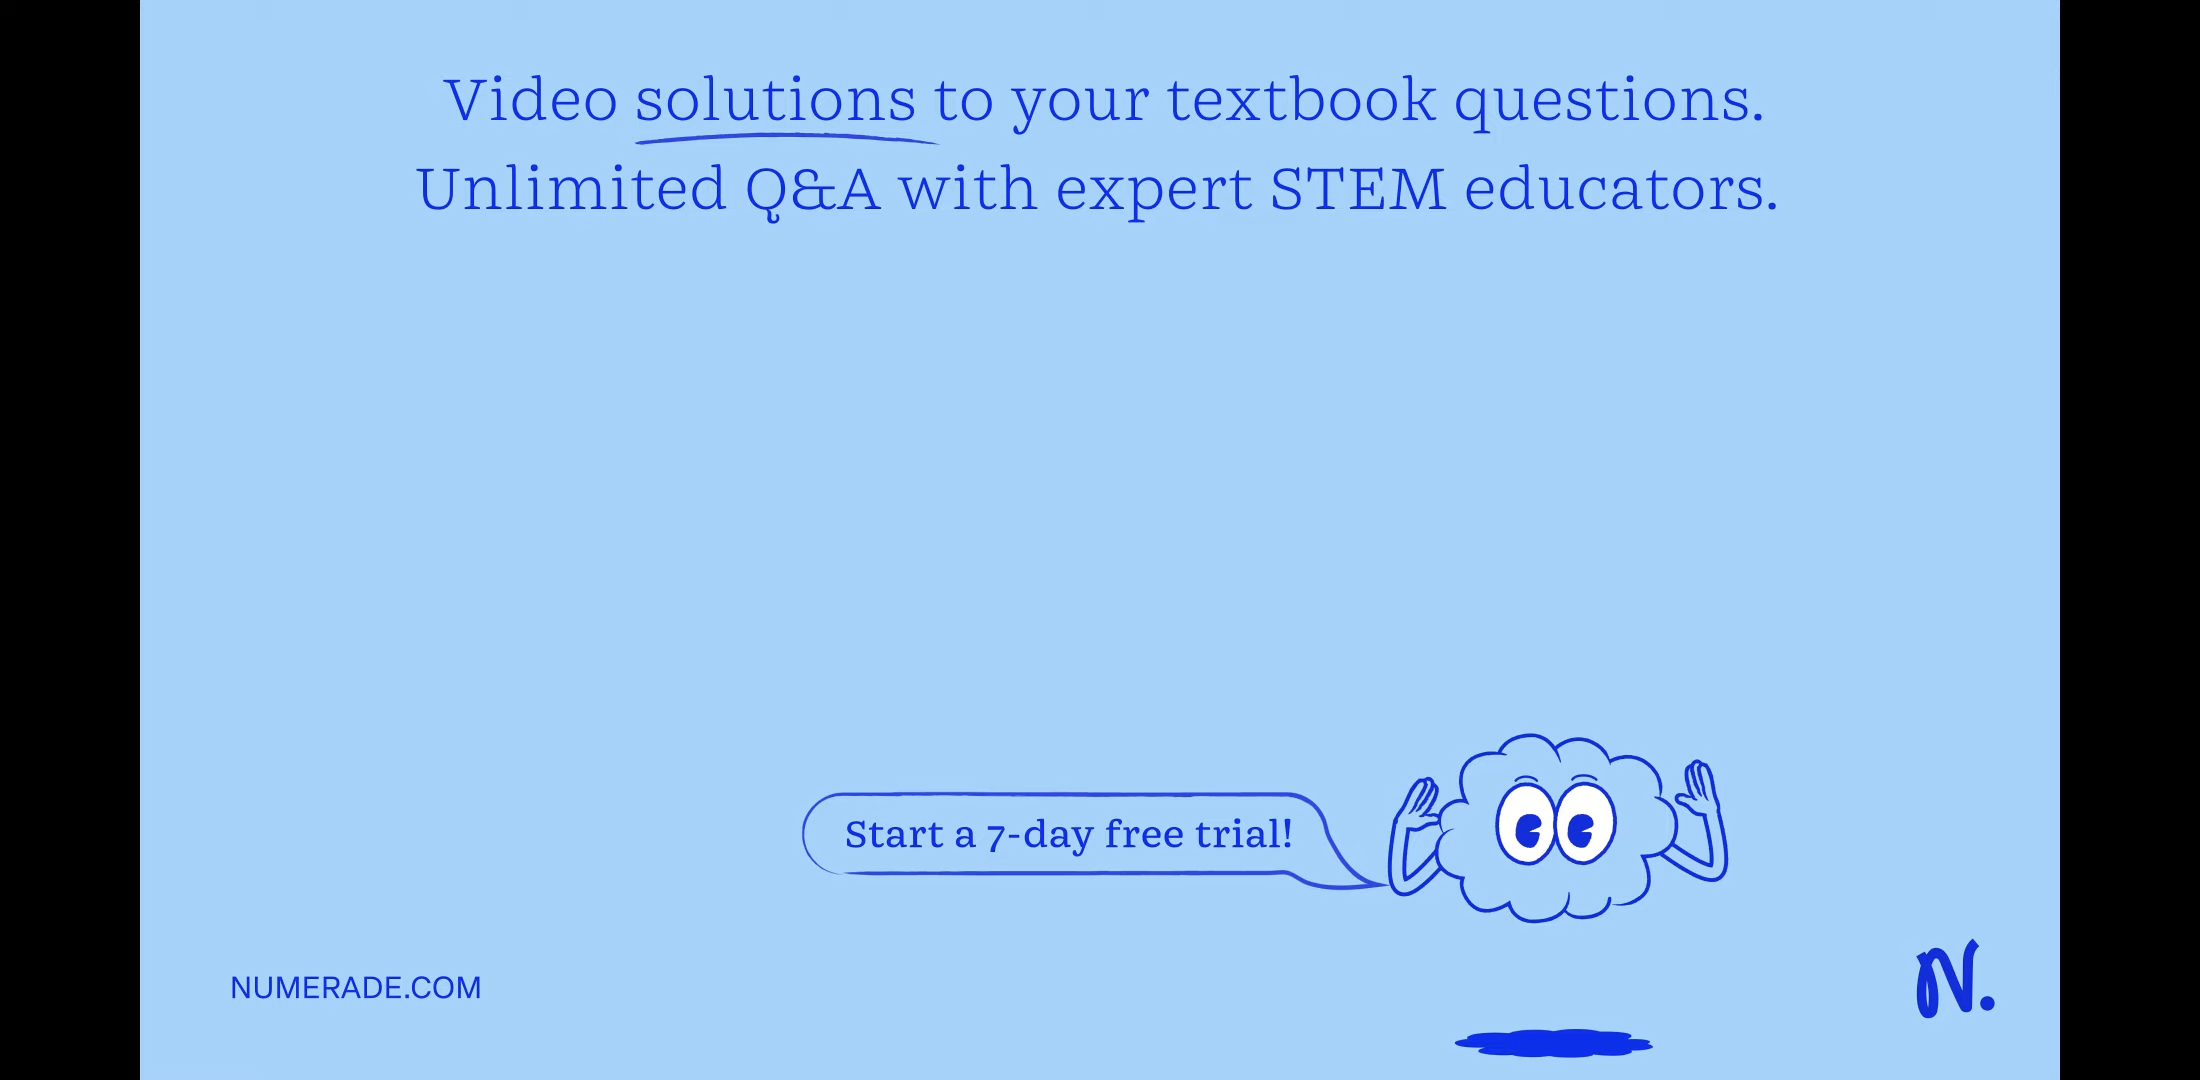 Video solutions to your textbook questions.
Unlimited Q&A with expert STEM educators.
Start a 7-day free trial!
NUMERADE.COM
N.